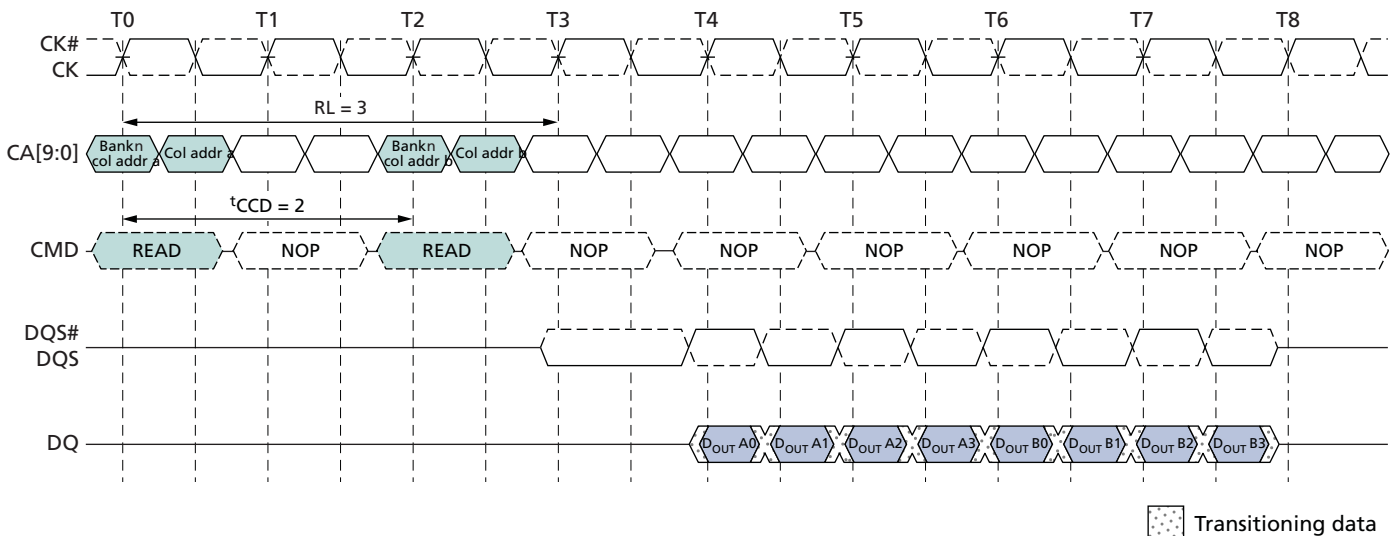 T0 T1 T2 T3 T4 T5 T6 T7 T8
CK#
CK
RL = 3
CA[9:0]
Bankn
col addr a
Col addr a
Bankn
col addr b
Col addr b
tCCD = 2
CMD READ NOP READ NOP NOP NOP NOP NOP NOP
DQS#
DQS
DQ DOUT A0 DOUT A1 DOUT A2 DOUT A3 DOUT B0 DOUT B1 DOUT B2 DOUT B3
Transitioning data